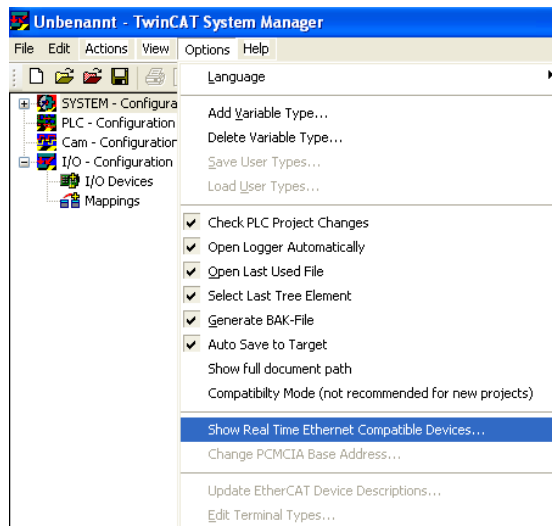 Unbenannt - TwinCAT System Manager
File Edit Actions View Options Help
SYSTEM - Configura
PLC - Configuration
Cam - Configuration
I/O - Configuration
I/O Devices
Mappings
Language
Add Variable Type...
Delete Variable Type...
Save User Types...
Load User Types...
Check PLC Project Changes
Open Logger Automatically
Open Last Used File
Select Last Tree Element
Generate BAK-File
Auto Save to Target
Show full document path
Compatibilty Mode (not recommended for new projects)
Show Real Time Ethernet Compatible Devices...
Change PCMCIA Base Address...
Update EtherCAT Device Descriptions...
Edit Terminal Types...